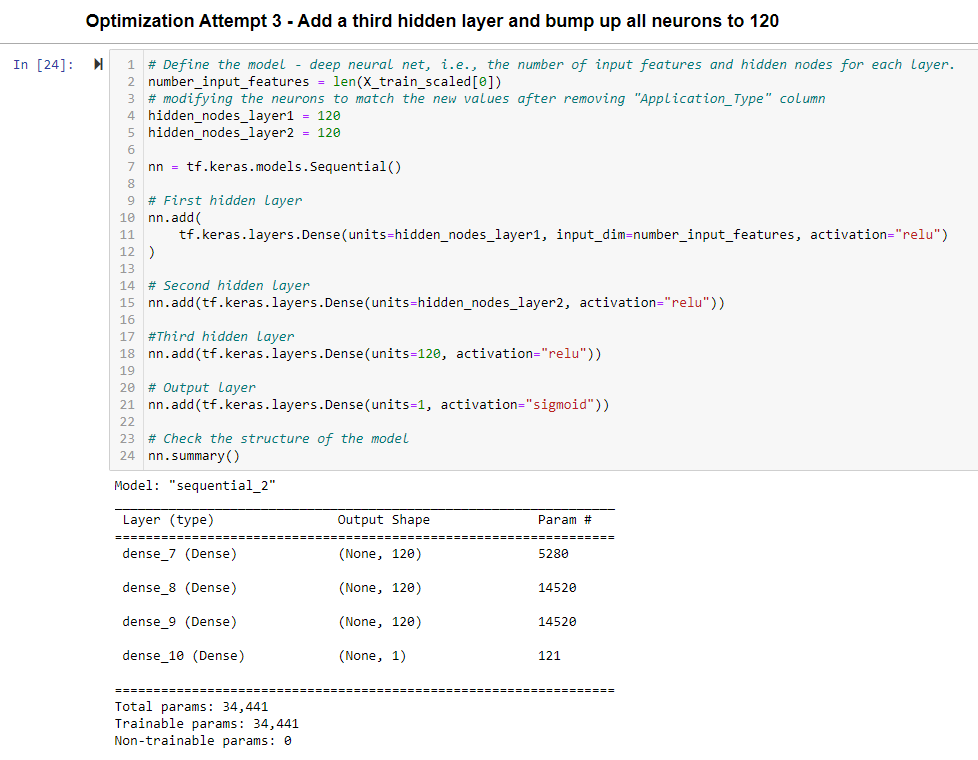 Optimization Attempt 3 - Add a third hidden layer and bump up all neurons to 120
In [24]:
1 # Define the model - deep neural net, i.e., the number of input features and hidden nodes for each layer.
2 number_input_features = len(X_train_scaled[0])
3 # modifying the neurons to match the new values after removing "Application_Type" column
4 hidden_nodes_layer1 = 120
5 hidden_nodes_layer2 = 120
6
7 nn = tf.keras.models.Sequential()
8
9 # First hidden layer
10 nn.add(
11     tf.keras.layers.Dense(units=hidden_nodes_layer1, input_dim=number_input_features, activation="relu")
12 )
13
14 # Second hidden layer
15 nn.add(tf.keras.layers.Dense(units=hidden_nodes_layer2, activation="relu"))
16
17 #Third hidden layer
18 nn.add(tf.keras.layers.Dense(units=120, activation="relu"))
19
20 # Output layer
21 nn.add(tf.keras.layers.Dense(units=1, activation="sigmoid"))
22
23 # Check the structure of the model
24 nn.summary()
Model: "sequential_2"
Layer (type) Output Shape Param #
dense_7 (Dense) (None, 120) 5280
dense_8 (Dense) (None, 120) 14520
dense_9 (Dense) (None, 120) 14520
dense_10 (Dense) (None, 1) 121
Total params: 34,441
Trainable params: 34,441
Non-trainable params: 0